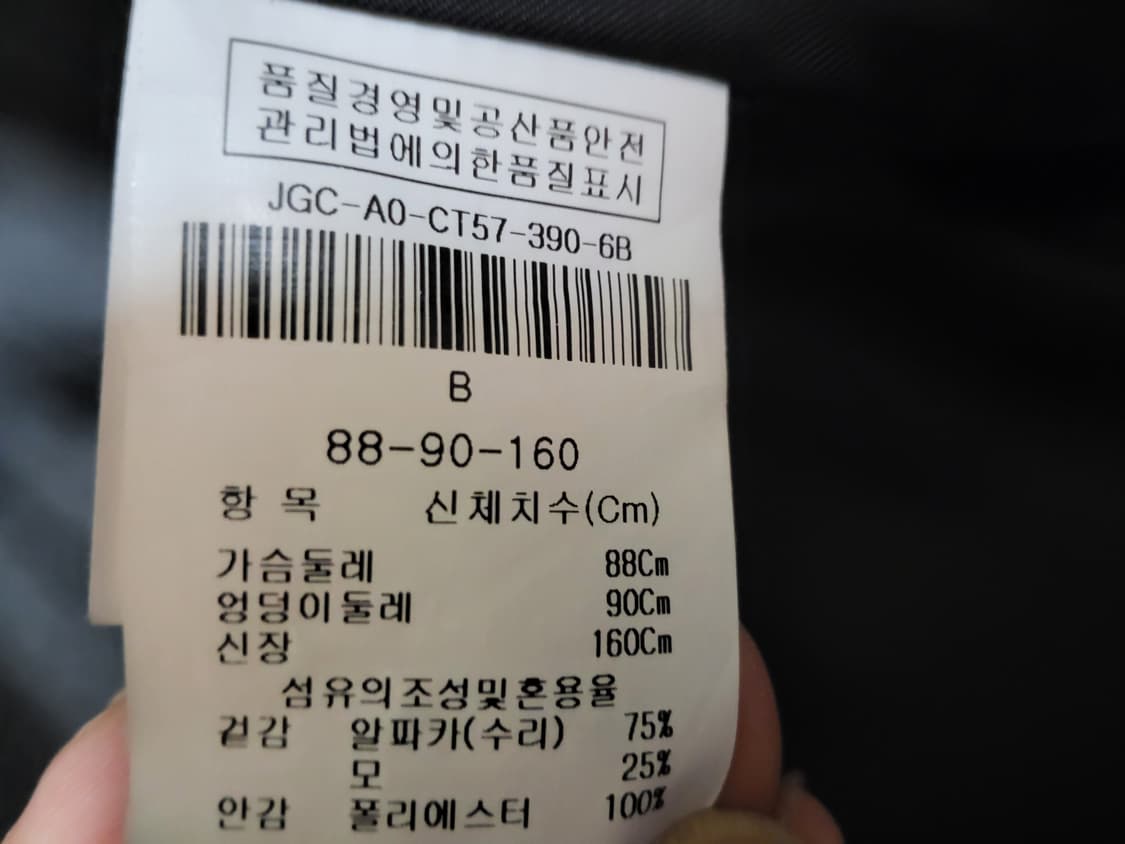 품질경영및공산품안전
관리법에의한품질표시
JGC-A0-CT57-390-6B
B
88-90-160
항 목 신체치수(Cm)
가슴둘레 88Cm
엉덩이둘레 90Cm
신장 160Cm
섬유의조성및혼용율
겉감 알파카(수리) 75%
모 25%
안감 폴리에스터 100%